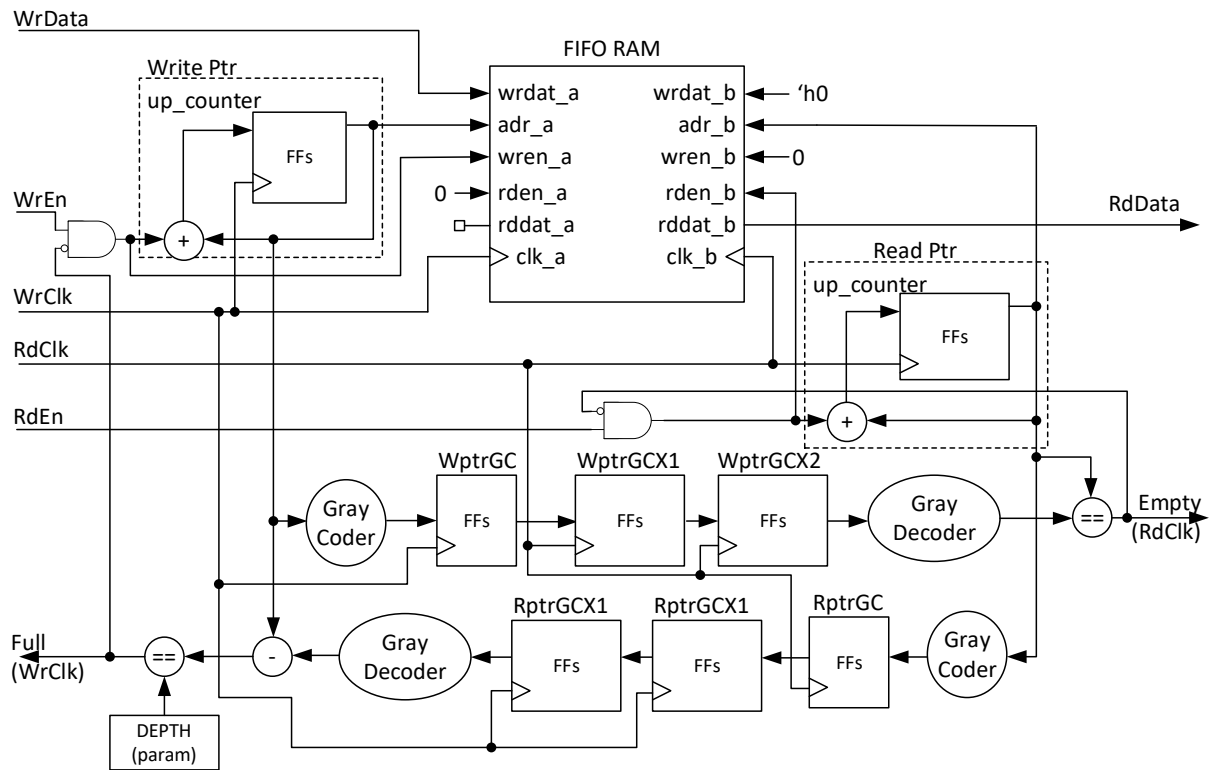 WrData
FIFO RAM
Write Ptr
up_counter
FFs
+
wrdat_a
adr_a
wren_a
rden_a
rddat_a
clk_a
0
wrdat_b
adr_b
wren_b
rden_b
rddat_b
clk_b
‘h0
0
WrEn
WrClk
RdClk
RdEn
RdData
Read Ptr
up_counter
FFs
+
WptrGC
FFs
WptrGCX1
FFs
WptrGCX2
FFs
Gray
Coder
Gray
Decoder
==
Empty
(RdClk)
Full
(WrClk)
==
-
Gray
Decoder
RptrGCX1
FFs
RptrGCX1
FFs
RptrGC
FFs
Gray
Coder
DEPTH
(param)